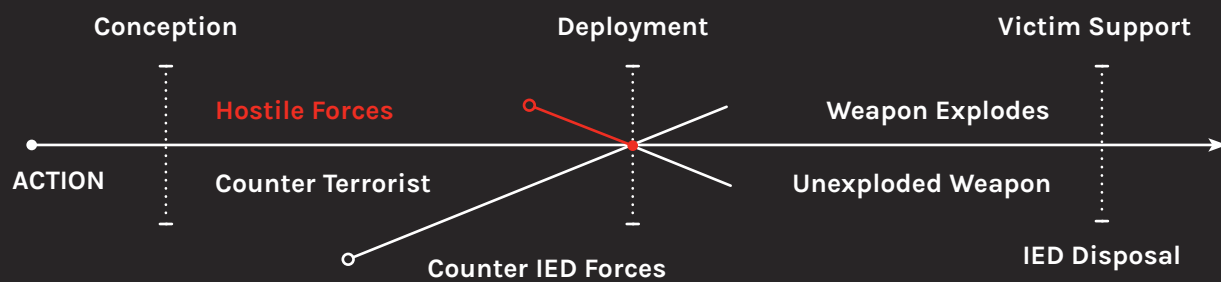 Conception
Deployment
Victim Support
Hostile Forces
Weapon Explodes
ACTION
Counter Terrorist
Unexploded Weapon
Counter IED Forces
IED Disposal